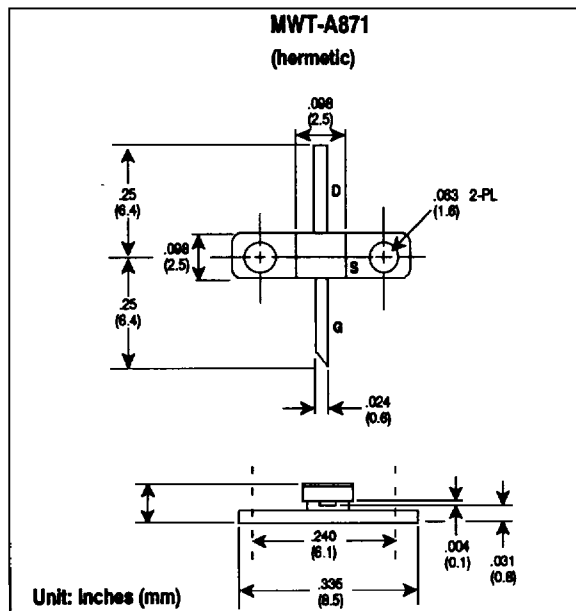 MWT-A871
(hermetic)
.098
(2.5)
D
.25
(6.4)
.063 2-PL
(1.6)
.098
(2.5)
S
.25
(6.4)
G
.024
(0.6)
.240
(6.1)
.004
(0.1)
.031
(0.8)
.335
(8.5)
Unit: inches (mm)